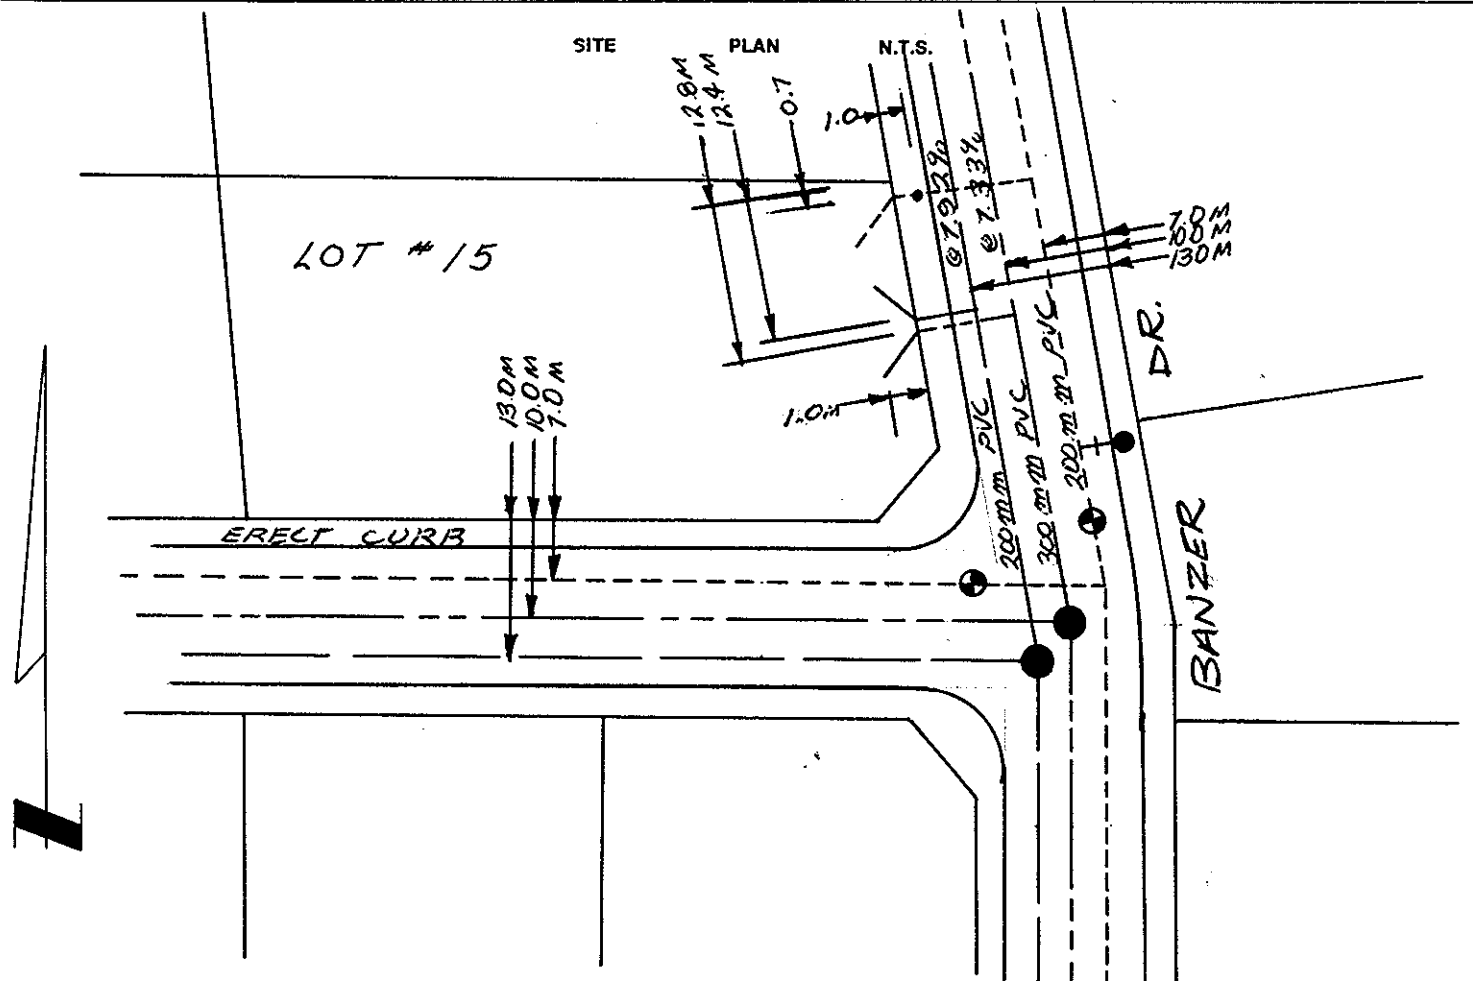 SITE PLAN N.T.S.
12.8M
12.4M
0.7
1.0
@7.92%
@7.33%
7.0M
10.0M
13.0M
LOT # 15
DR.
13.0M
10.0M
7.0M
1.0M
200mm PVC
300mm PVC
200mm PVC
ERECT CURB
BANZER